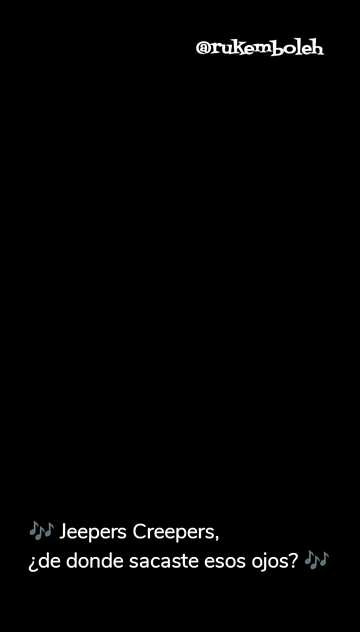 @rukemboleh
🎶 Jeepers Creepers,
¿de donde sacaste esos ojos? 🎶